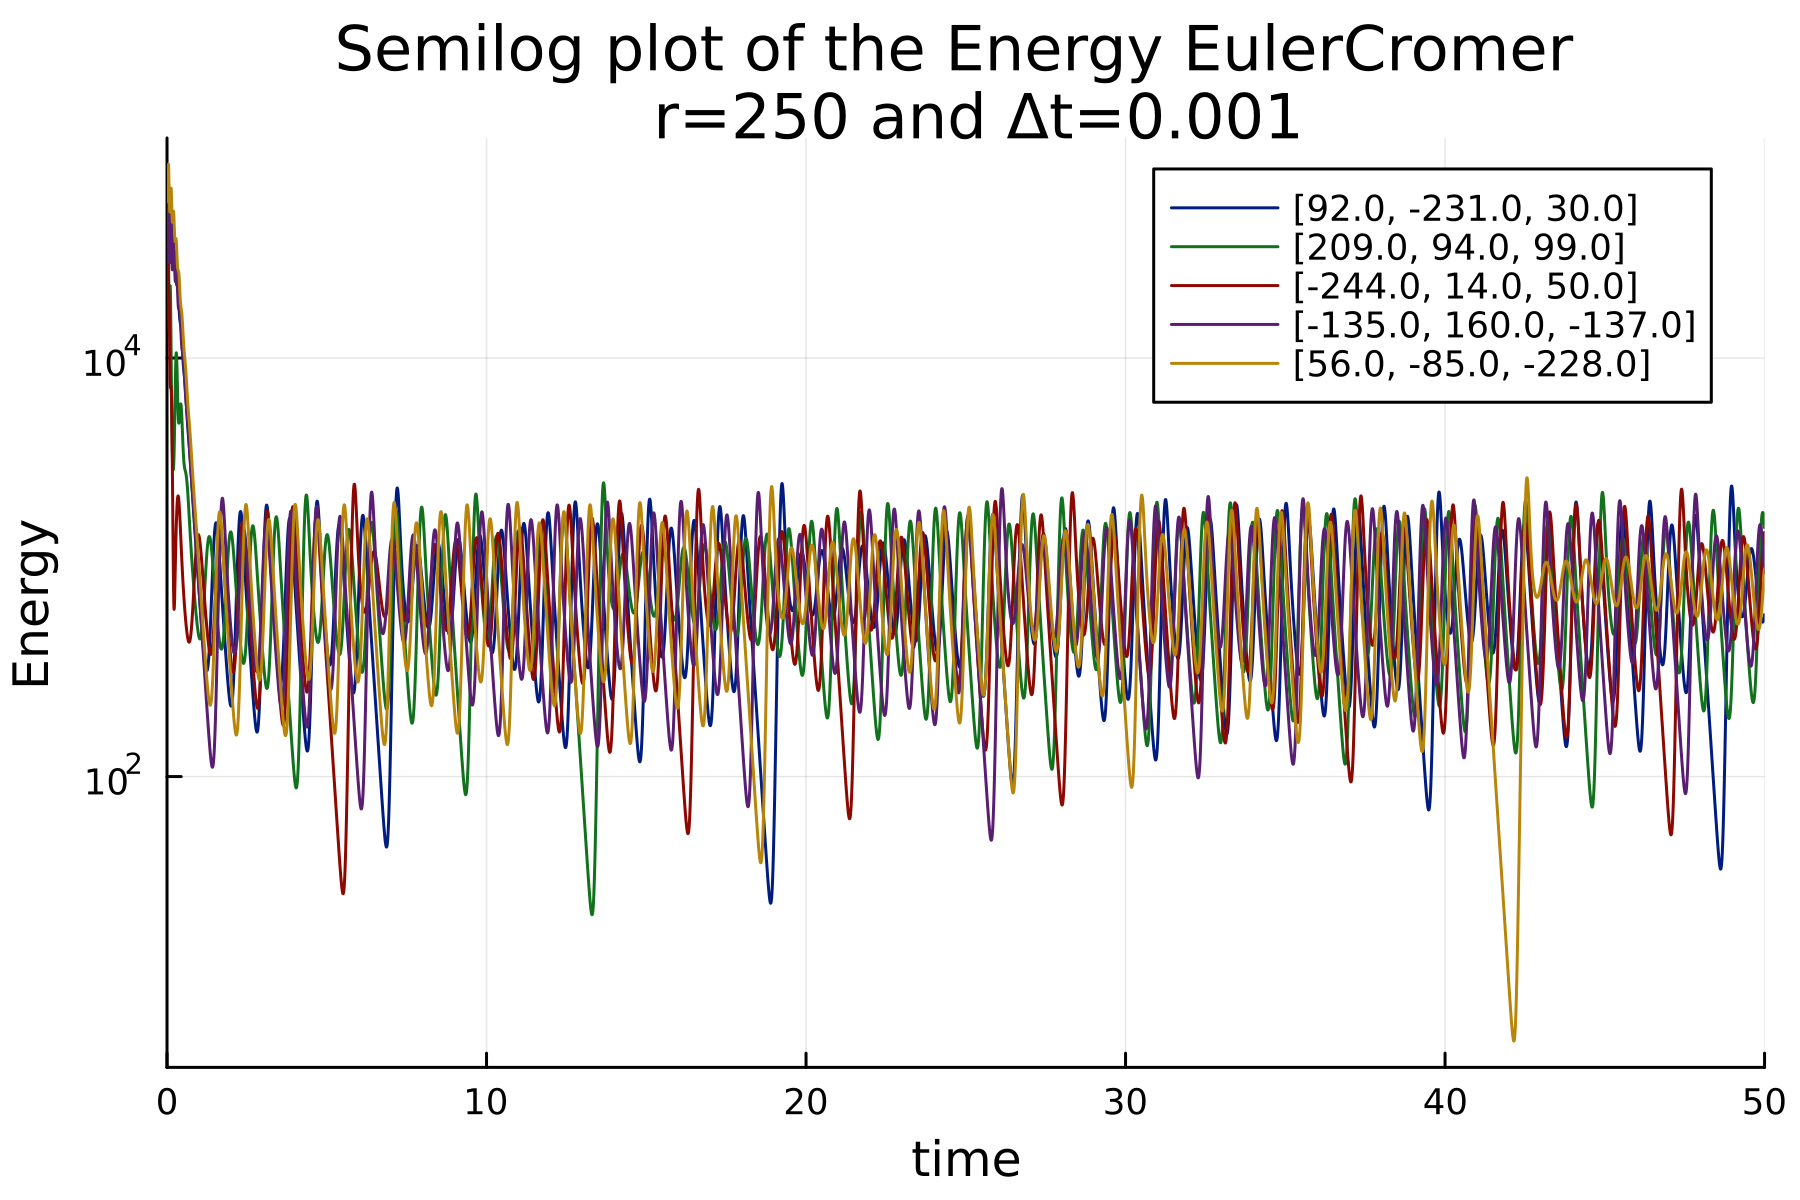 Semilog plot of the Energy EulerCromer
r=250 and Δt=0.001
[92.0, -231.0, 30.0]
[209.0, 94.0, 99.0]
[-244.0, 14.0, 50.0]
[-135.0, 160.0, -137.0]
[56.0, -85.0, -228.0]
10⁴
10²
Energy
0 10 20 30 40 50
time